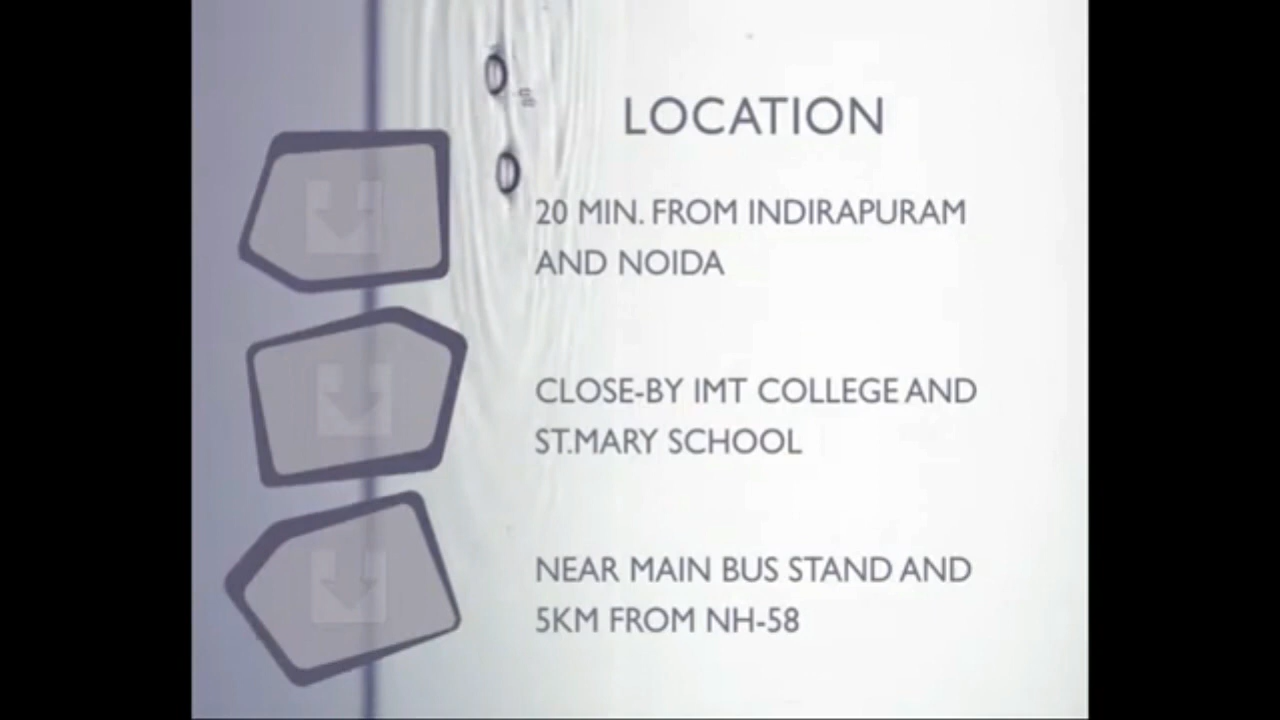 LOCATION
20 MIN. FROM INDIRAPURAM
AND NOIDA
CLOSE-BY IMT COLLEGE AND
ST.MARY SCHOOL
NEAR MAIN BUS STAND AND
5KM FROM NH-58